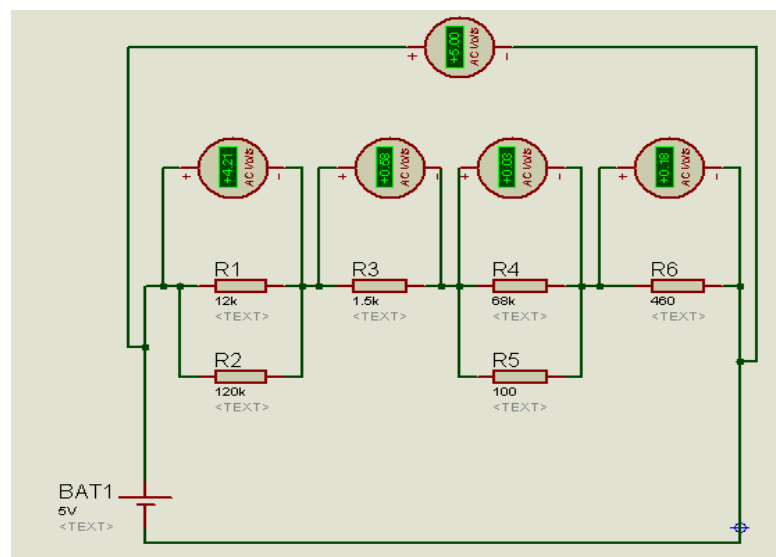 +5.00
AC Volts
+ -
+4.21
AC Volts
+ -
+0.58
AC Volts
+ -
+0.03
AC Volts
+ -
+0.18
AC Volts
+ -
R1
12k
<TEXT>
R3
1.5k
<TEXT>
R4
68k
<TEXT>
R6
460
<TEXT>
R2
120k
<TEXT>
R5
100
<TEXT>
BAT1
5V
<TEXT>